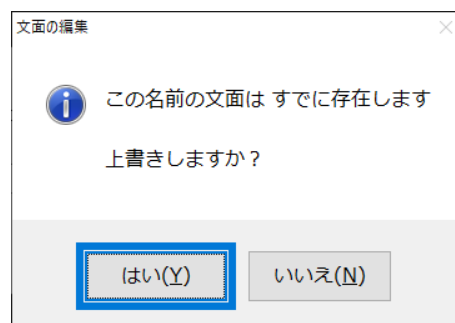 文面の編集
この名前の文面は すでに存在します
上書きしますか？
はい(Y)
いいえ(N)